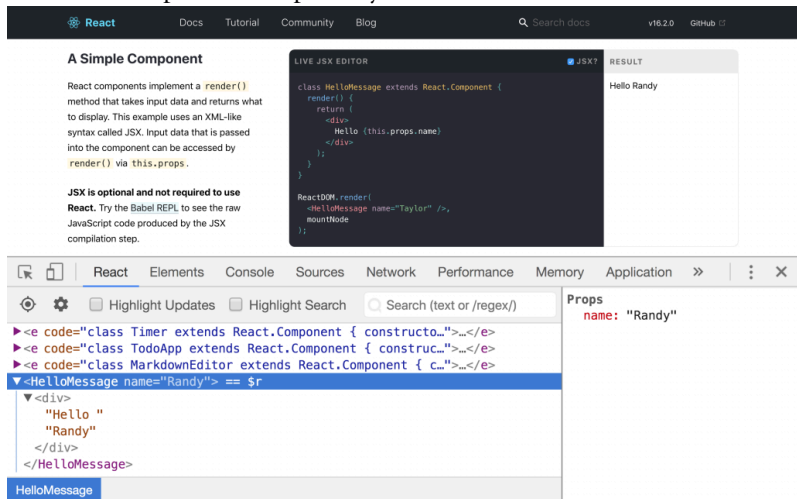 React
Docs
Tutorial
Community
Blog
Search docs
v16.2.0
GitHub
A Simple Component
React components implement a render()
method that takes input data and returns what
to display. This example uses an XML-like
syntax called JSX. Input data that is passed
into the component can be accessed by
render() via this.props.
JSX is optional and not required to use
React. Try the Babel REPL to see the raw
JavaScript code produced by the JSX
compilation step.
LIVE JSX EDITOR
JSX?
class HelloMessage extends React.Component {
render() {
return (
<div>
Hello {this.props.name}
</div>
);
}
}
ReactDOM.render(
<HelloMessage name="Taylor" />,
mountNode
);
RESULT
Hello Randy
React
Elements
Console
Sources
Network
Performance
Memory
Application
»
Highlight Updates
Highlight Search
Search (text or /regex/)
<e code="class Timer extends React.Component { constructo…">…</e>
<e code="class TodoApp extends React.Component { construc…">…</e>
<e code="class MarkdownEditor extends React.Component { c…">…</e>
<HelloMessage name="Randy"> == $r
<div>
"Hello "
"Randy"
</div>
</HelloMessage>
HelloMessage
Props
name: "Randy"